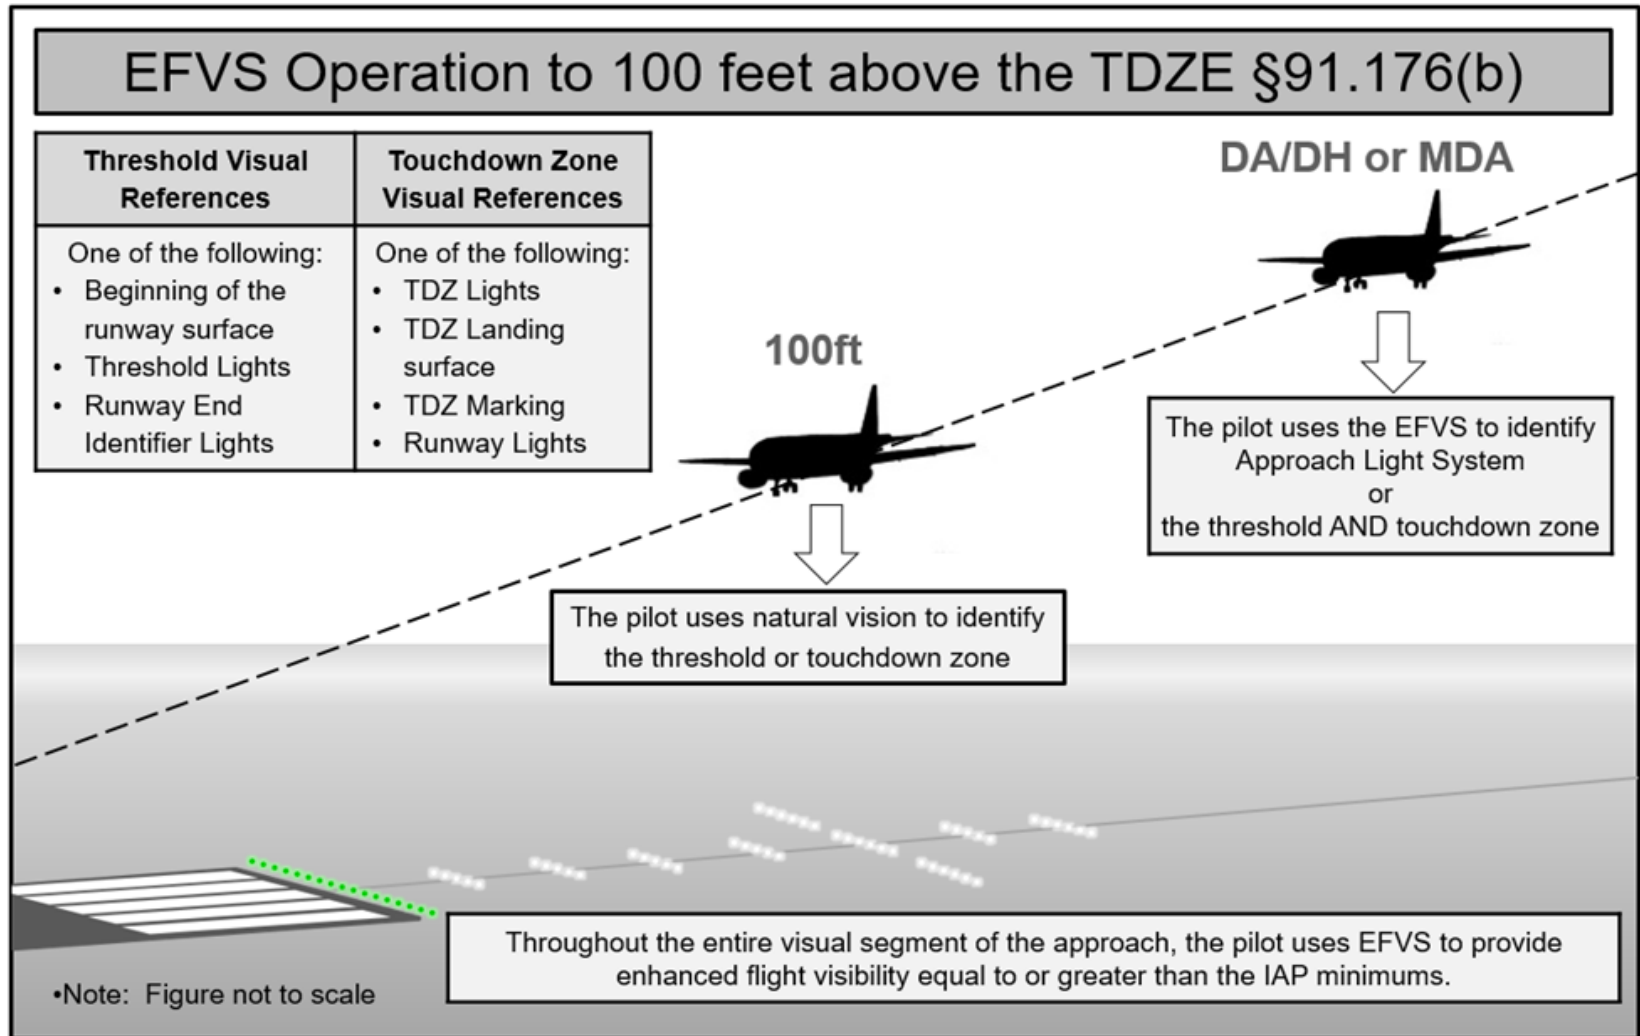 EFVS Operation to 100 feet above the TDZE §91.176(b)
Threshold Visual
References
One of the following:
• Beginning of the
runway surface
• Threshold Lights
• Runway End
Identifier Lights
Touchdown Zone
Visual References
One of the following:
• TDZ Lights
• TDZ Landing
surface
• TDZ Marking
• Runway Lights
DA/DH or MDA
The pilot uses the EFVS to identify
Approach Light System
or
the threshold AND touchdown zone
100ft
The pilot uses natural vision to identify
the threshold or touchdown zone
Throughout the entire visual segment of the approach, the pilot uses EFVS to provide
enhanced flight visibility equal to or greater than the IAP minimums.
•Note: Figure not to scale